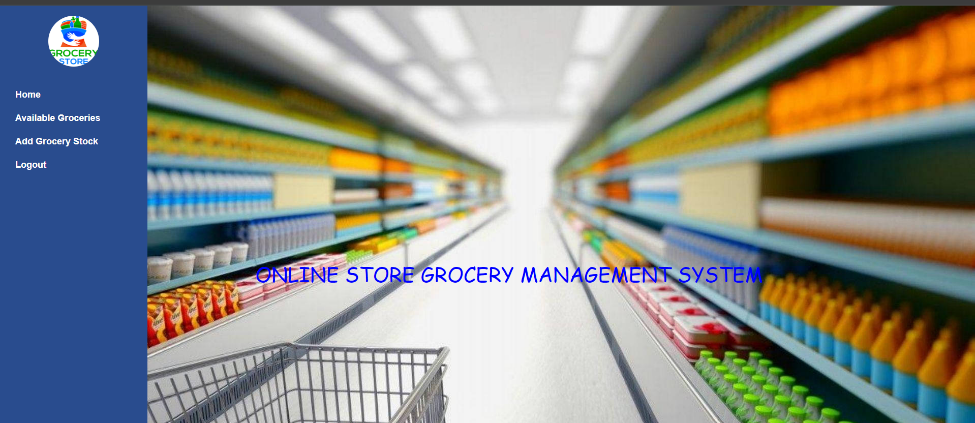 GROCERY
STORE
Home
Available Groceries
Add Grocery Stock
Logout
ONLINE STORE GROCERY MANAGEMENT SYSTEM